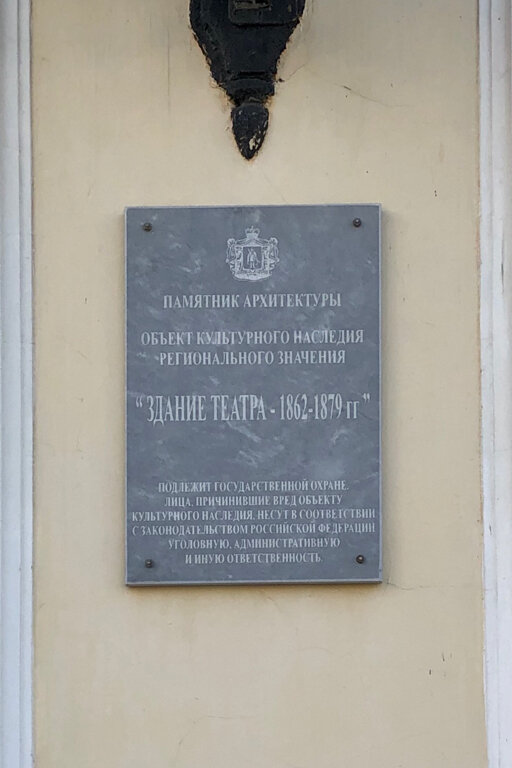 ПАМЯТНИК АРХИТЕКТУРЫ
ОБЪЕКТ КУЛЬТУРНОГО НАСЛЕДИЯ
РЕГИОНАЛЬНОГО ЗНАЧЕНИЯ
“ЗДАНИЕ ТЕАТРА - 1862-1879 гг”
ПОДЛЕЖИТ ГОСУДАРСТВЕННОЙ ОХРАНЕ.
ЛИЦА, ПРИЧИНИВШИЕ ВРЕД ОБЪЕКТУ
КУЛЬТУРНОГО НАСЛЕДИЯ, НЕСУТ В СООТВЕТСТВИИ
С ЗАКОНОДАТЕЛЬСТВОМ РОССИЙСКОЙ ФЕДЕРАЦИИ
УГОЛОВНУЮ, АДМИНИСТРАТИВНУЮ
И ИНУЮ ОТВЕТСТВЕННОСТЬ.